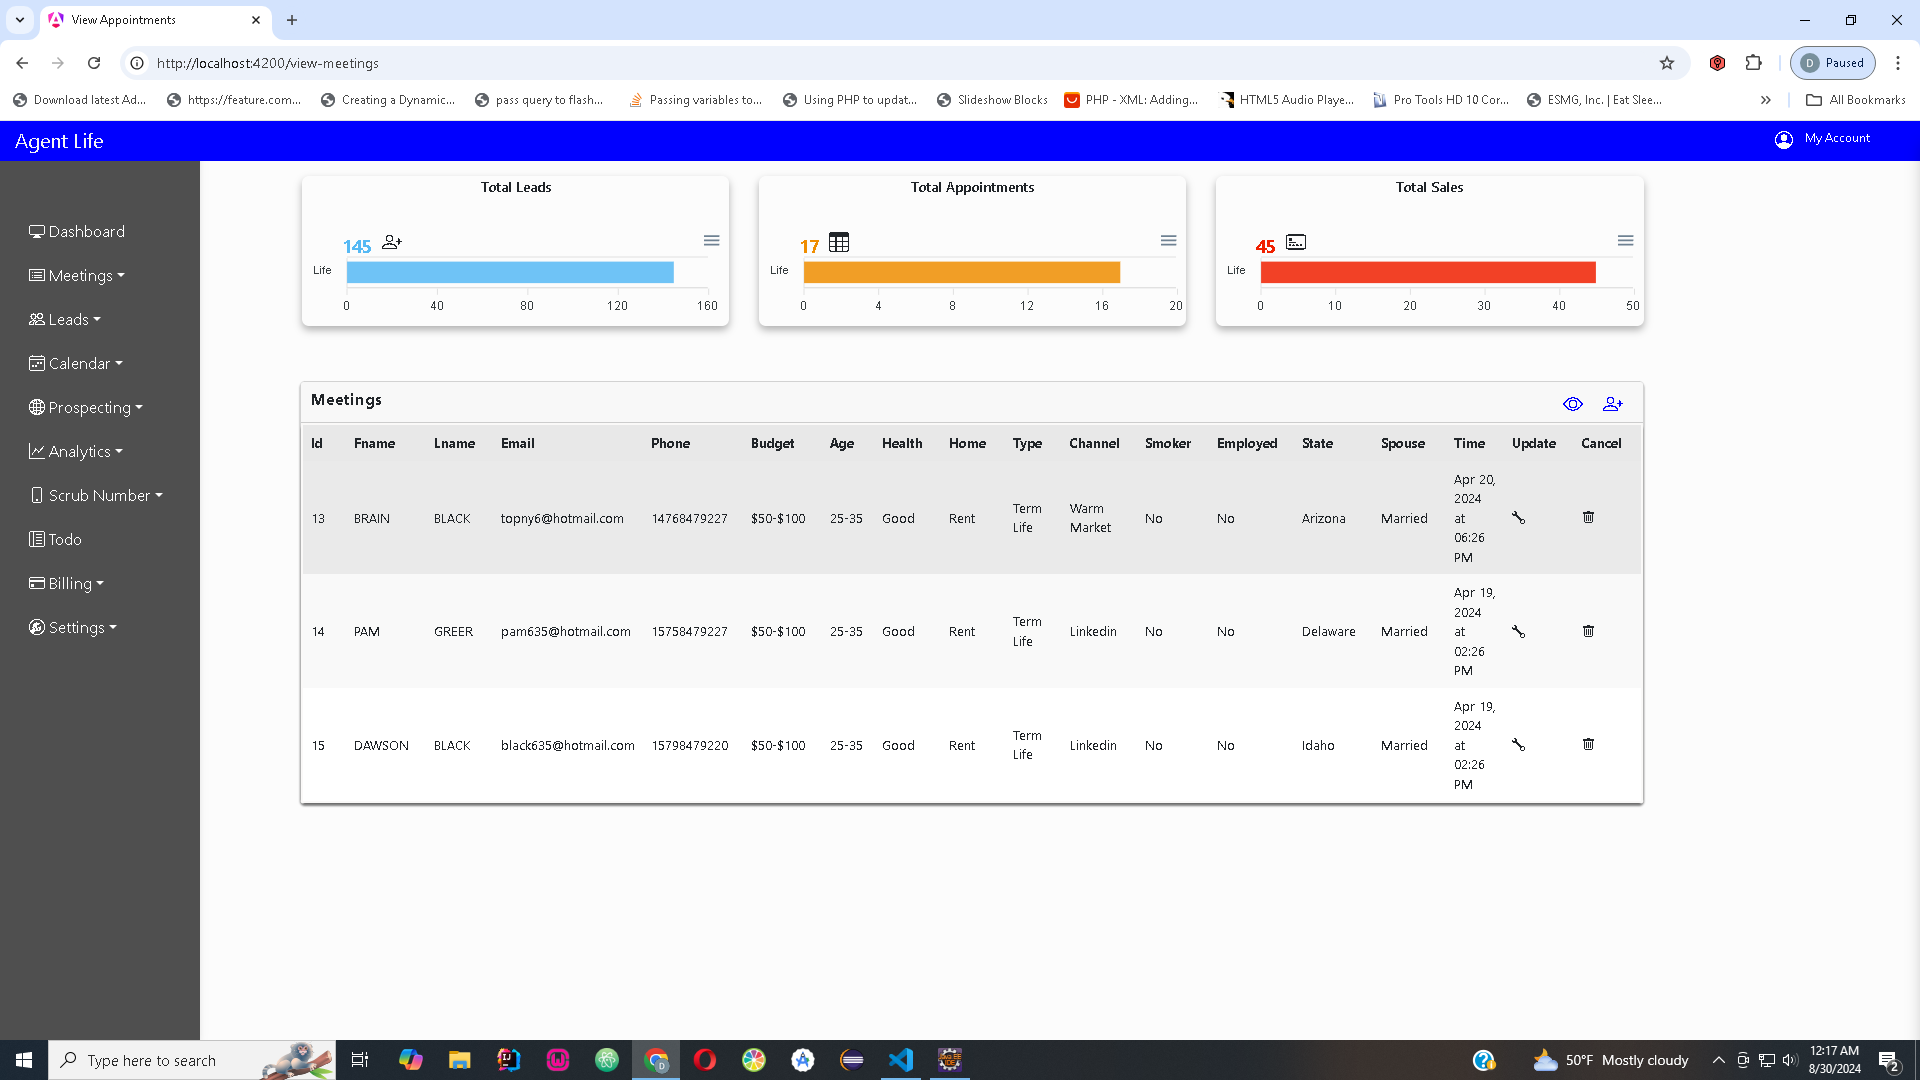 View Appointments
http://localhost:4200/view-meetings
Paused
Download latest Ad...
https://feature.com...
Creating a Dynamic...
pass query to flash...
Passing variables to...
Using PHP to updat...
Slideshow Blocks
PHP - XML: Adding...
HTML5 Audio Playe...
Pro Tools HD 10 Cor...
ESMG, Inc. | Eat Slee...
All Bookmarks
Agent Life
My Account
Dashboard
Meetings
Leads
Calendar
Prospecting
Analytics
Scrub Number
Todo
Billing
Settings
Total Leads
145
Life
0 40 80 120 160
Total Appointments
17
Life
0 4 8 12 16 20
Total Sales
45
Life
0 10 20 30 40 50
Meetings
Id Fname Lname Email Phone Budget Age Health Home Type Channel Smoker Employed State Spouse Time Update Cancel
13 BRAIN BLACK topny6@hotmail.com 14768479227 $50-$100 25-35 Good Rent Term Life Warm Market No No Arizona Married Apr 20, 2024 at 06:26 PM
14 PAM GREER pam635@hotmail.com 15758479227 $50-$100 25-35 Good Rent Term Life Linkedin No No Delaware Married Apr 19, 2024 at 02:26 PM
15 DAWSON BLACK black635@hotmail.com 15798479220 $50-$100 25-35 Good Rent Term Life Linkedin No No Idaho Married Apr 19, 2024 at 02:26 PM
Type here to search
50°F Mostly cloudy
12:17 AM
8/30/2024
2